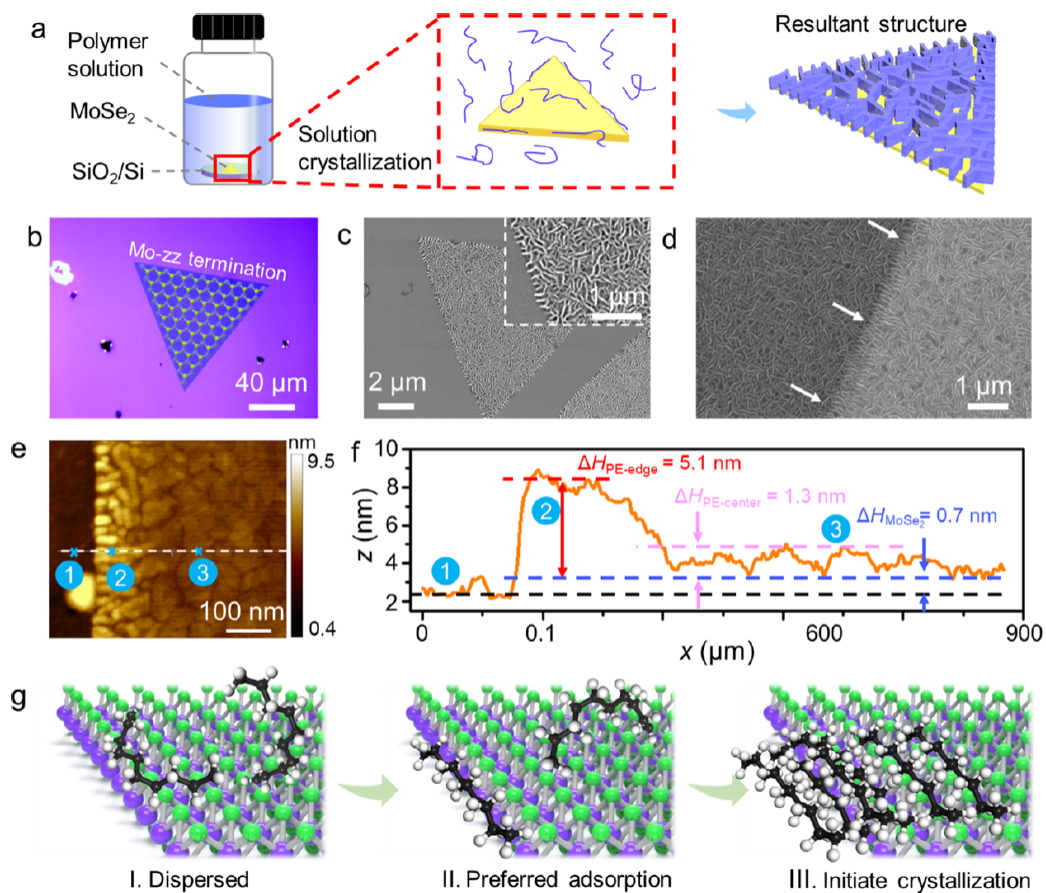 a
Polymer
solution
MoSe2
SiO2/Si
Solution
crystallization
Resultant structure
b
Mo-zz termination
40 μm
c
1 μm
2 μm
d
1 μm
e
nm
9.5
0.4
1
2
3
100 nm
f
10
8
6
4
2
z (nm)
ΔHPE-edge = 5.1 nm
ΔHPE-center = 1.3 nm
ΔHMoSe2 = 0.7 nm
1
2
3
0
0.1
600
900
x (μm)
g
I. Dispersed
II. Preferred adsorption
III. Initiate crystallization